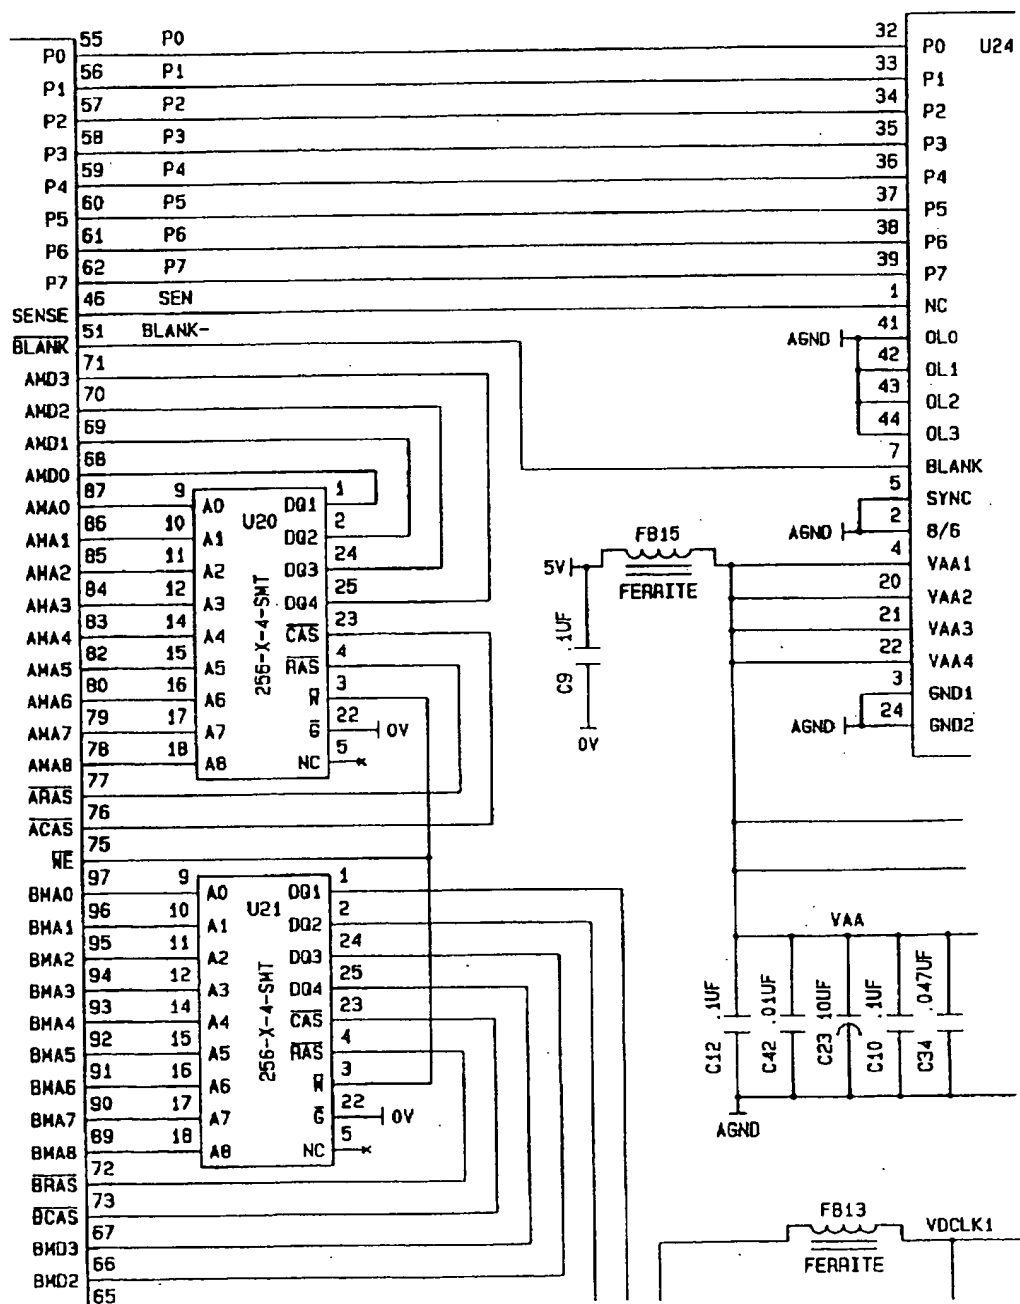 55 P0 32
P0 P0 U24
56 P1 33
P1 P1
57 P2 34
P2 P2
58 P3 35
P3 P3
59 P4 36
P4 P4
60 P5 37
P5 P5
61 P6 38
P6 P6
62 P7 39
P7 P7
46 SEN 1
SENSE NC
51 BLANK- 41
BLANK AGND OL0
71 42
AMD3 OL1
70 43
AMD2 OL2
69 44
AMD1 OL3
68 7
AMD0 BLANK
87 9 1 5
AMA0 A0 U20 DQ1 SYNC
86 10 2 2
AMA1 A1 DQ2 AGND 8/6
85 11 24 FB15 4
AMA2 A2 DQ3 5V VAA1
84 12 25 FERRITE 20
AMA3 A3 DQ4 VAA2
83 14 23 21
AMA4 A4 CAS VAA3
82 15 4 22
AMA5 A5 RAS VAA4
80 16 3 3
AMA6 A6 W GND1
79 17 22 24
AMA7 A7 G 0V AGND GND2
78 18 5
AMA8 A8 NC
256-X-4-SMT
C9 .1UF
0V
77
ARAS
76
ACAS
75
WE
97 9 1
BMA0 A0 U21 DQ1
96 10 2
BMA1 A1 DQ2 VAA
95 11 24
BMA2 A2 DQ3
94 12 25
BMA3 A3 DQ4
93 14 23
BMA4 A4 CAS
92 15 4
BMA5 A5 RAS
91 16 3
BMA6 A6 W
90 17 22
BMA7 A7 G 0V
89 18 5
BMA8 A8 NC
256-X-4-SMT
C12 .1UF
C42 .01UF
C23 10UF
C10 .1UF
C34 .047UF
AGND
72
BRAS
73
BCAS
67
BMD3
66
BMD2
65
FB13
VDCLK1
FERRITE